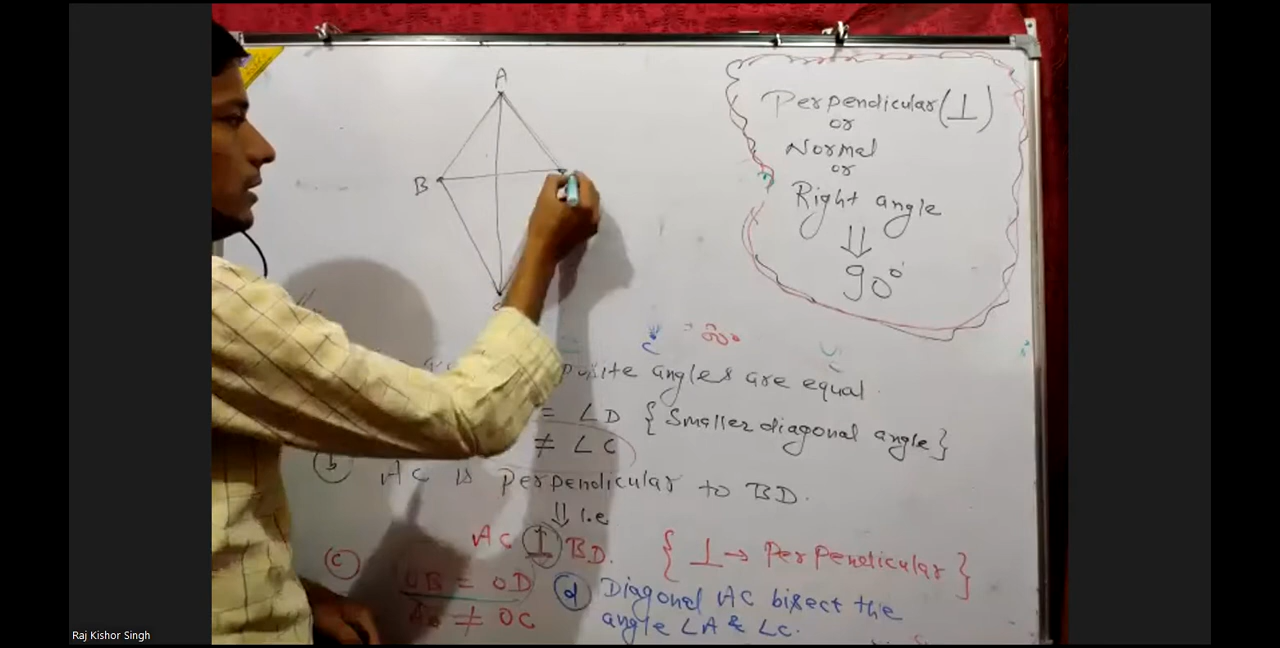 A
B
Perpendicular (⊥)
or
Normal
or
Right angle
⇓
90°
angles are equal.
= ∠D { Smaller diagonal angle }
≠ ∠C
(b) AC is perpendicular to BD.
⇓ i.e
AC ⊥ BD. { ⊥ → Perpendicular }
(c) OB = OD
≠ OC
(d) Diagonal AC bisect the
angle ∠A & ∠C.
Raj Kishor Singh